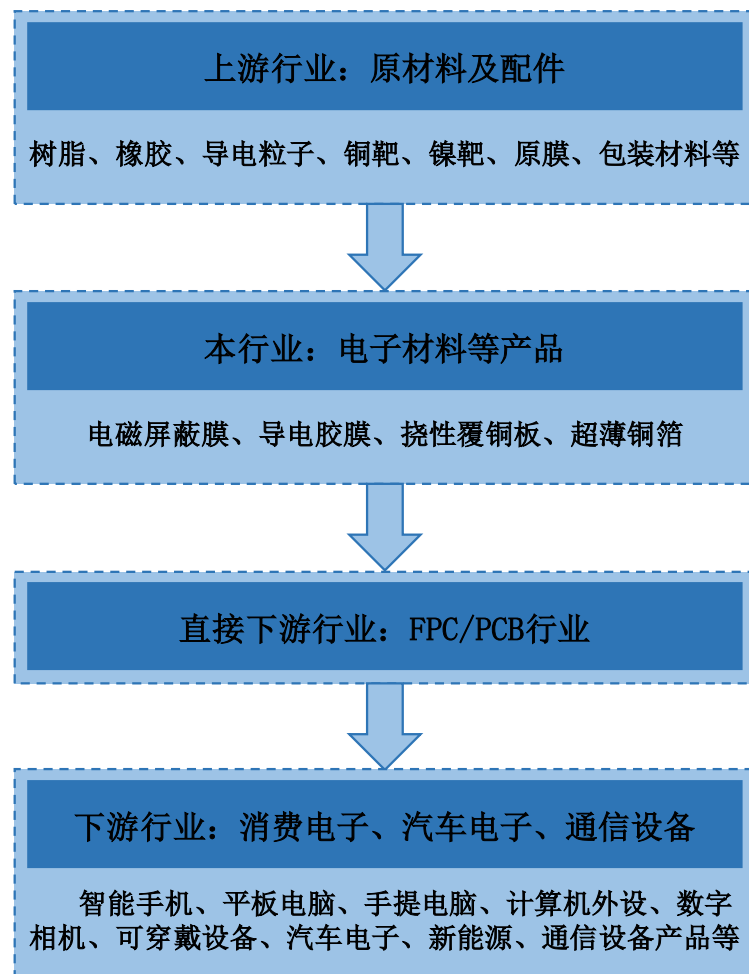 上游行业：原材料及配件
树脂、橡胶、导电粒子、铜靶、镍靶、原膜、包装材料等
本行业：电子材料等产品
电磁屏蔽膜、导电胶膜、挠性覆铜板、超薄铜箔
直接下游行业：FPC/PCB行业
下游行业：消费电子、汽车电子、通信设备
智能手机、平板电脑、手提电脑、计算机外设、数字
相机、可穿戴设备、汽车电子、新能源、通信设备产品等